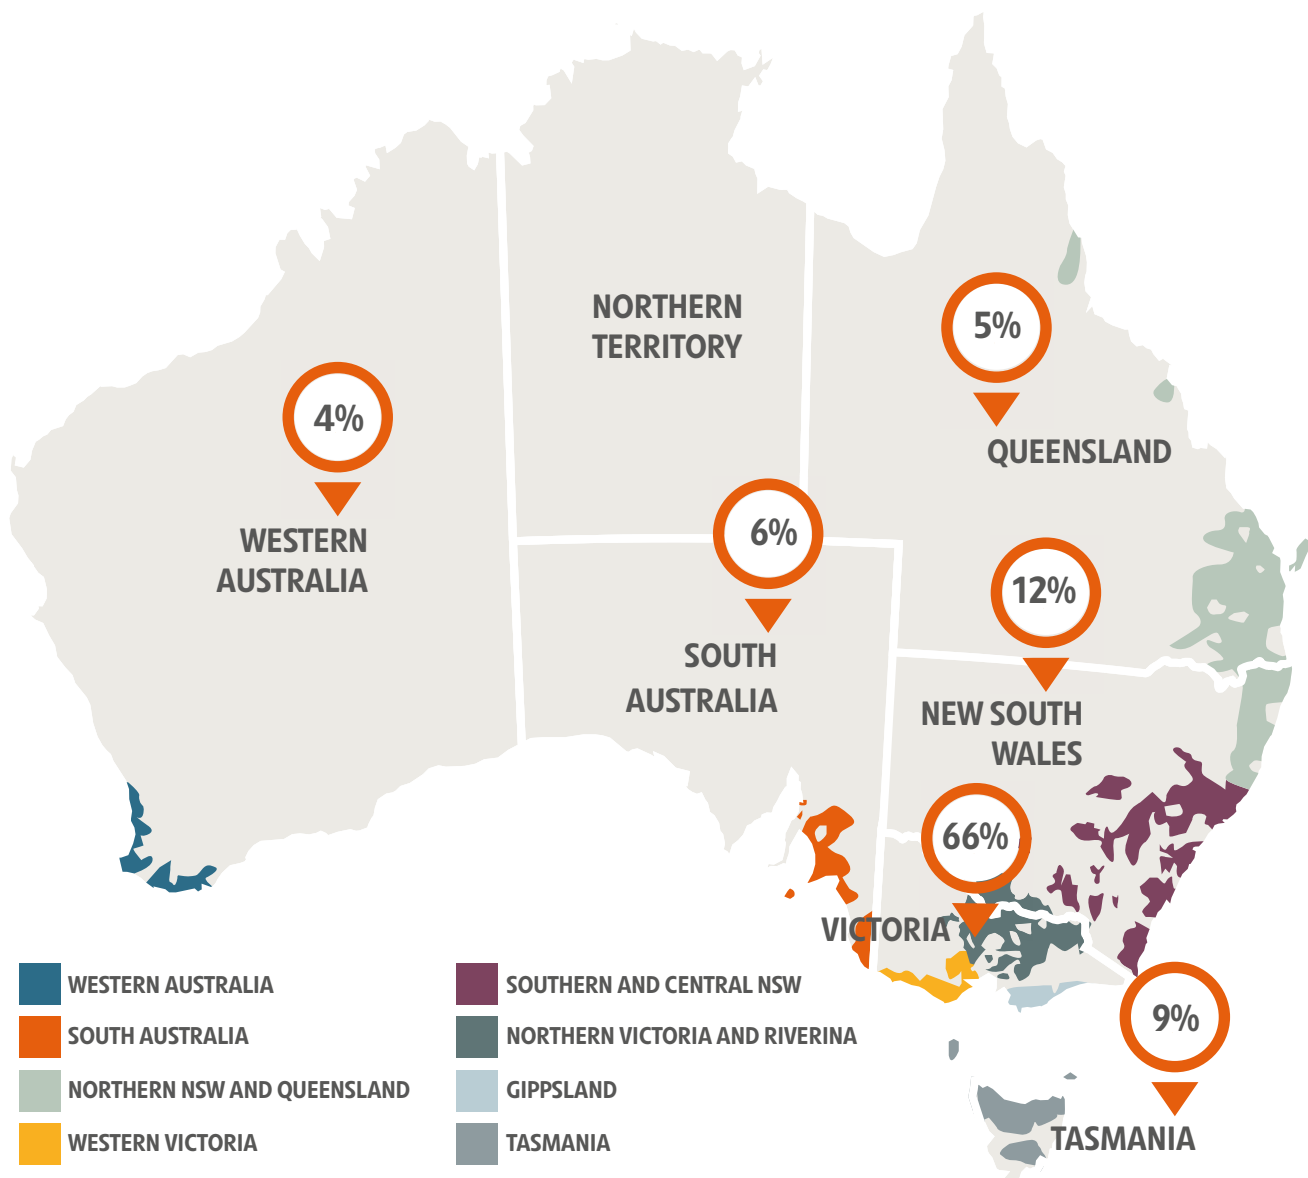 NORTHERN
TERRITORY
5%
QUEENSLAND
4%
WESTERN
AUSTRALIA
6%
SOUTH
AUSTRALIA
12%
NEW SOUTH
WALES
66%
VICTORIA
9%
TASMANIA
WESTERN AUSTRALIA
SOUTH AUSTRALIA
NORTHERN NSW AND QUEENSLAND
WESTERN VICTORIA
SOUTHERN AND CENTRAL NSW
NORTHERN VICTORIA AND RIVERINA
GIPPSLAND
TASMANIA